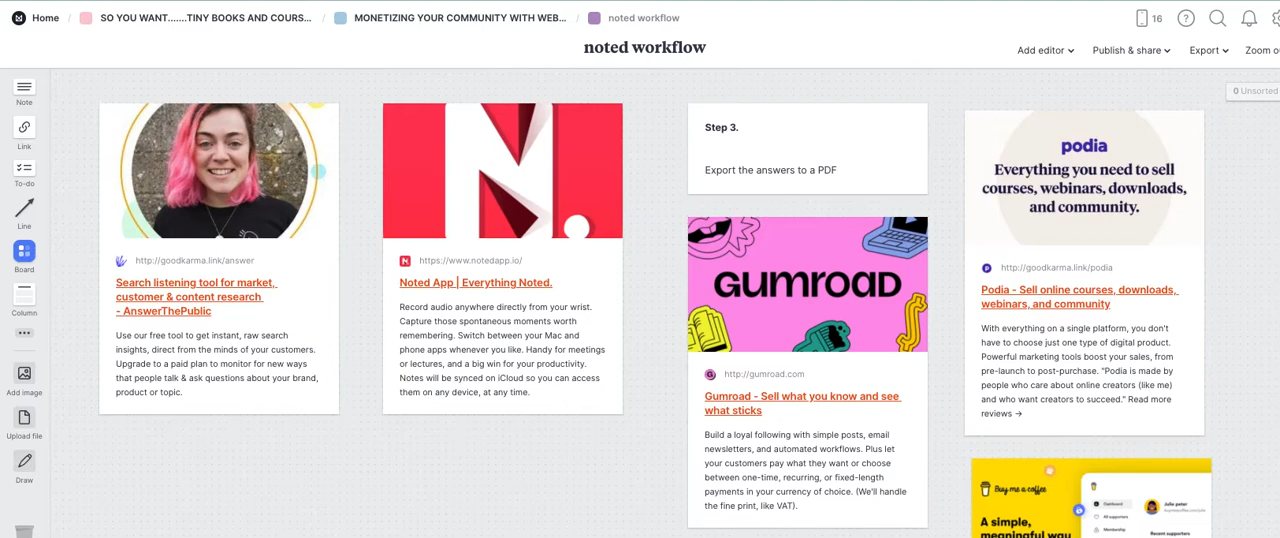 Home / SO YOU WANT.......TINY BOOKS AND COURS... / MONETIZING YOUR COMMUNITY WITH WEB... / noted workflow
16
noted workflow
Add editor
Publish & share
Export
Zoom o
0 Unsorted
Note
Link
To-do
Line
Board
Column
Add image
Upload file
Draw
http://goodkarma.link/answer
Search listening tool for market,
customer & content research
- AnswerThePublic
Use our free tool to get instant, raw search
insights, direct from the minds of your customers.
Upgrade to a paid plan to monitor for new ways
that people talk & ask questions about your brand,
product or topic.
N
https://www.notedapp.io/
Noted App | Everything Noted.
Record audio anywhere directly from your wrist.
Capture those spontaneous moments worth
remembering. Switch between your Mac and
phone apps whenever you like. Handy for meetings
or lectures, and a big win for your productivity.
Notes will be synced on iCloud so you can access
them on any device, at any time.
Step 3.
Export the answers to a PDF
GUMROAD
http://gumroad.com
Gumroad - Sell what you know and see
what sticks
Build a loyal following with simple posts, email
newsletters, and automated workflows. Plus let
your customers pay what they want or choose
between one-time, recurring, or fixed-length
payments in your currency of choice. (We'll handle
the fine print, like VAT).
podia
Everything you need to sell
courses, webinars, downloads,
and community.
http://goodkarma.link/podia
Podia - Sell online courses, downloads,
webinars, and community
With everything on a single platform, you don't
have to choose just one type of digital product.
Powerful marketing tools boost your sales, from
pre-launch to post-purchase. "Podia is made by
people who care about online creators (like me)
and who want creators to succeed." Read more
reviews →
Buy me a coffee
A simple,
meaningful way
Dashboard
All supporters
Membership
Julie peter
Recent supporters